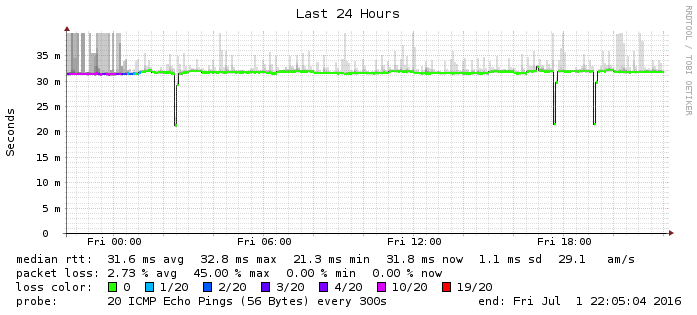 Last 24 Hours
RRDTOOL / TOBI OETIKER
Seconds
35 m
30 m
25 m
20 m
15 m
10 m
5 m
0
Fri 00:00 Fri 06:00 Fri 12:00 Fri 18:00
median rtt: 31.6 ms avg 32.8 ms max 21.3 ms min 31.8 ms now 1.1 ms sd 29.1 am/s
packet loss: 2.73 % avg 45.00 % max 0.00 % min 0.00 % now
loss color: 0 1/20 2/20 3/20 4/20 10/20 19/20
probe: 20 ICMP Echo Pings (56 Bytes) every 300s end: Fri Jul 1 22:05:04 2016